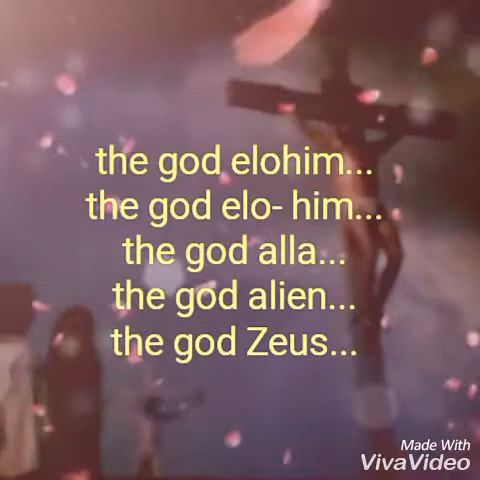 the god elohim...
the god elo- him...
the god alla...
the god alien...
the god Zeus...
Made With
VivaVideo